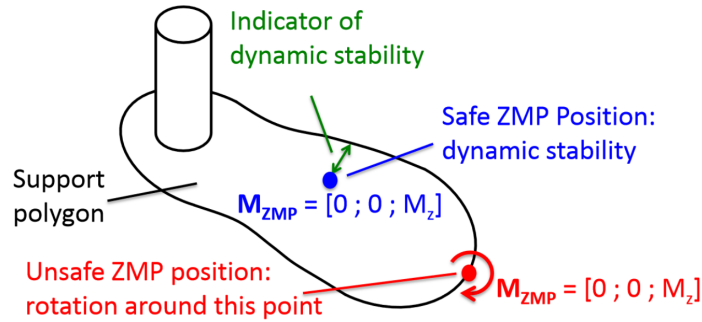 Indicator of
dynamic stability
Safe ZMP Position:
dynamic stability
Support
polygon
M_ZMP = [0 ; 0 ; M_z]
Unsafe ZMP position:
rotation around this point
M_ZMP = [0 ; 0 ; M_z]